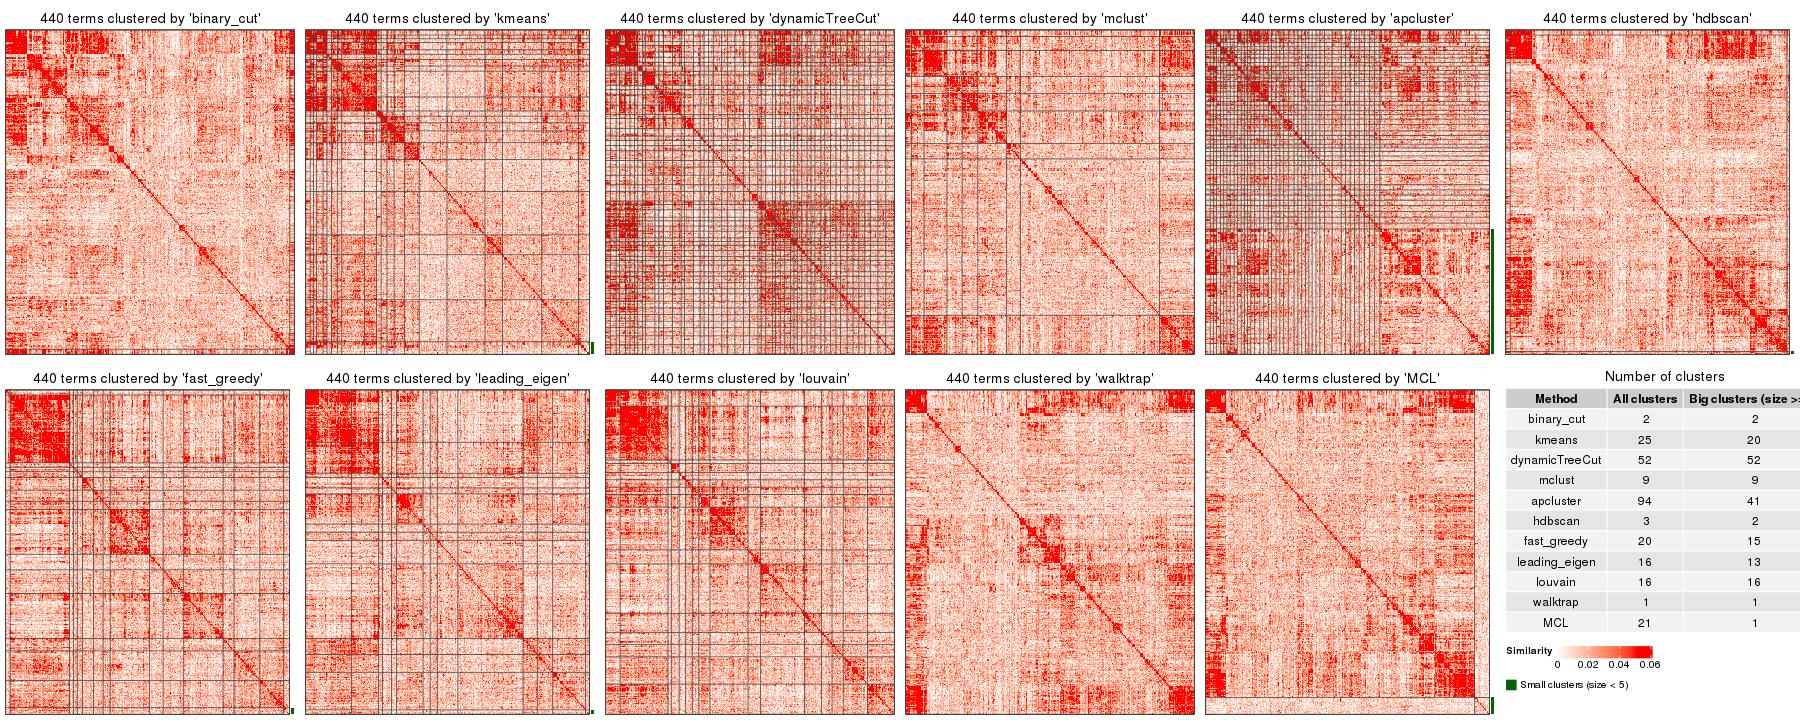 440 terms clustered by 'binary_cut'
440 terms clustered by 'kmeans'
440 terms clustered by 'dynamicTreeCut'
440 terms clustered by 'mclust'
440 terms clustered by 'apcluster'
440 terms clustered by 'hdbscan'
440 terms clustered by 'fast_greedy'
440 terms clustered by 'leading_eigen'
440 terms clustered by 'louvain'
440 terms clustered by 'walktrap'
440 terms clustered by 'MCL'
Number of clusters
Method All clusters Big clusters (size >=
binary_cut 2 2
kmeans 25 20
dynamicTreeCut 52 52
mclust 9 9
apcluster 94 41
hdbscan 3 2
fast_greedy 20 15
leading_eigen 16 13
louvain 16 16
walktrap 1 1
MCL 21 1
Similarity
0 0.02 0.04 0.06
Small clusters (size < 5)